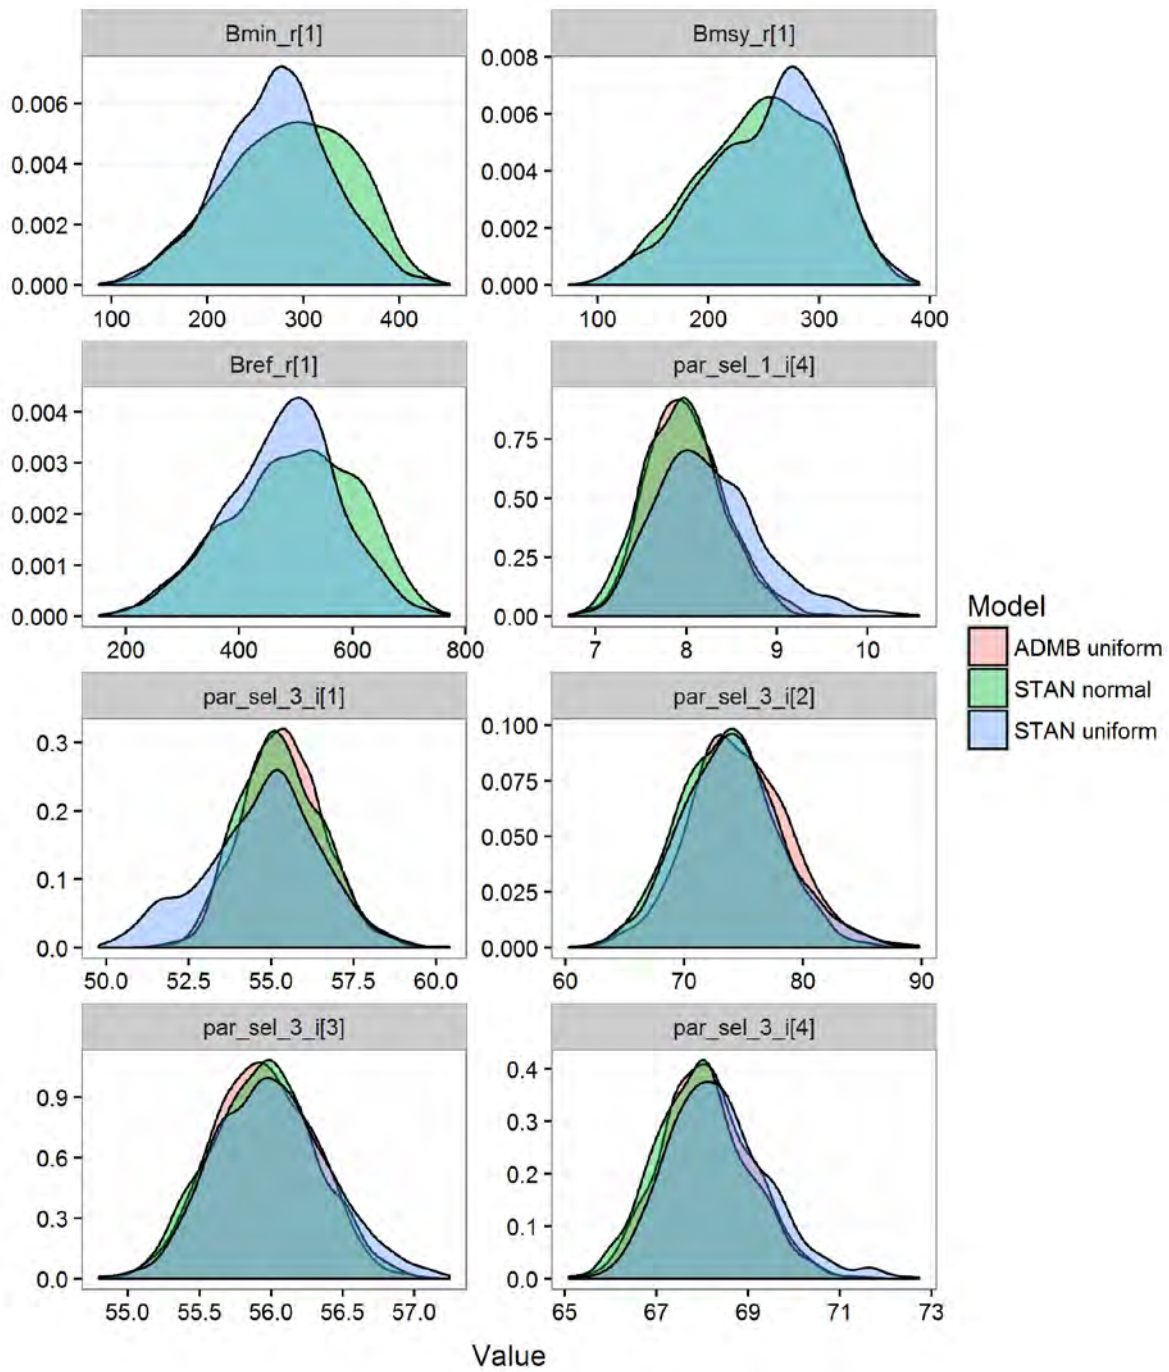 Bmin_r[1]
0.006
0.004
0.002
0.000
100 200 300 400
Bmsy_r[1]
0.008
0.006
0.004
0.002
0.000
100 200 300 400
Bref_r[1]
0.004
0.003
0.002
0.001
0.000
200 400 600 800
par_sel_1_i[4]
0.75
0.50
0.25
0.00
7 8 9 10
par_sel_3_i[1]
0.3
0.2
0.1
0.0
50.0 52.5 55.0 57.5 60.0
par_sel_3_i[2]
0.100
0.075
0.050
0.025
0.000
60 70 80 90
par_sel_3_i[3]
0.9
0.6
0.3
0.0
55.0 55.5 56.0 56.5 57.0
par_sel_3_i[4]
0.4
0.3
0.2
0.1
0.0
65 67 69 71 73
Value
Model
ADMB uniform
STAN normal
STAN uniform